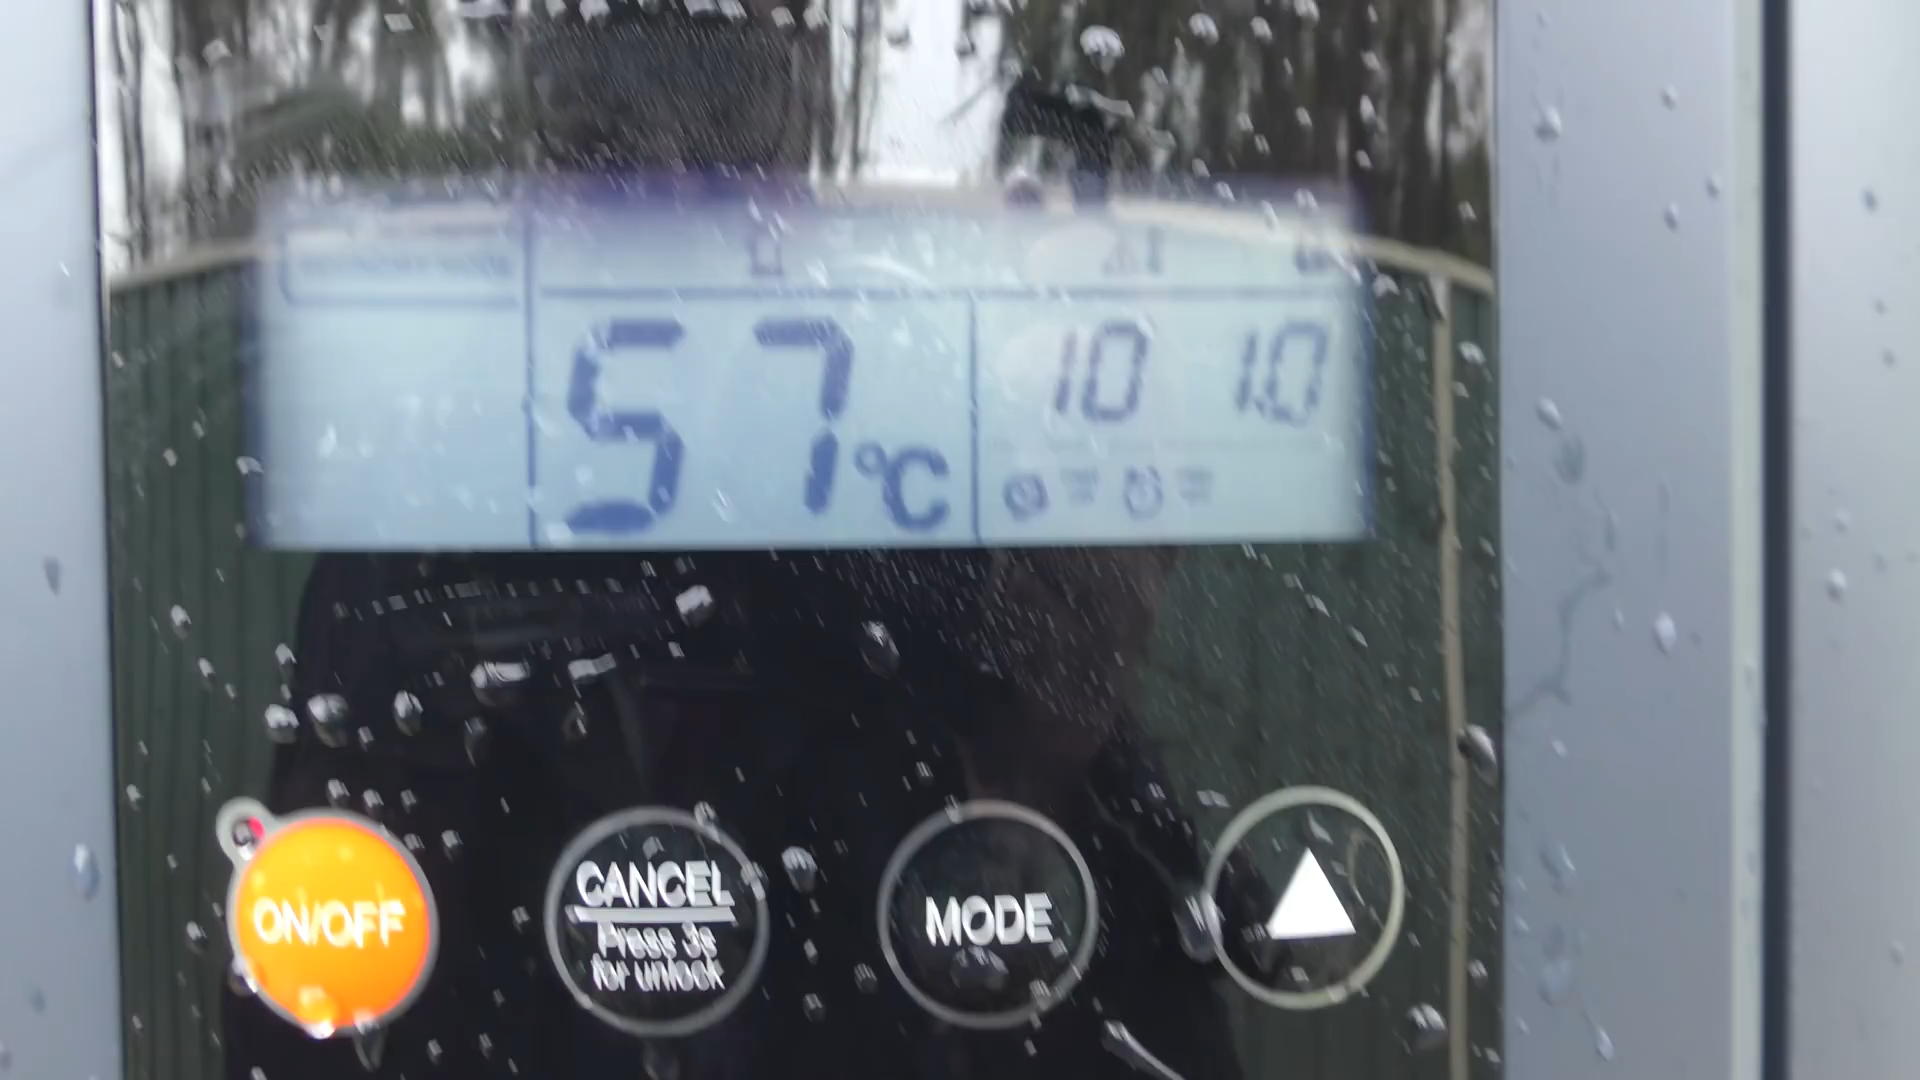 57°C
10 1.0
ON/OFF
CANCEL
Press 3s
for unlock
MODE